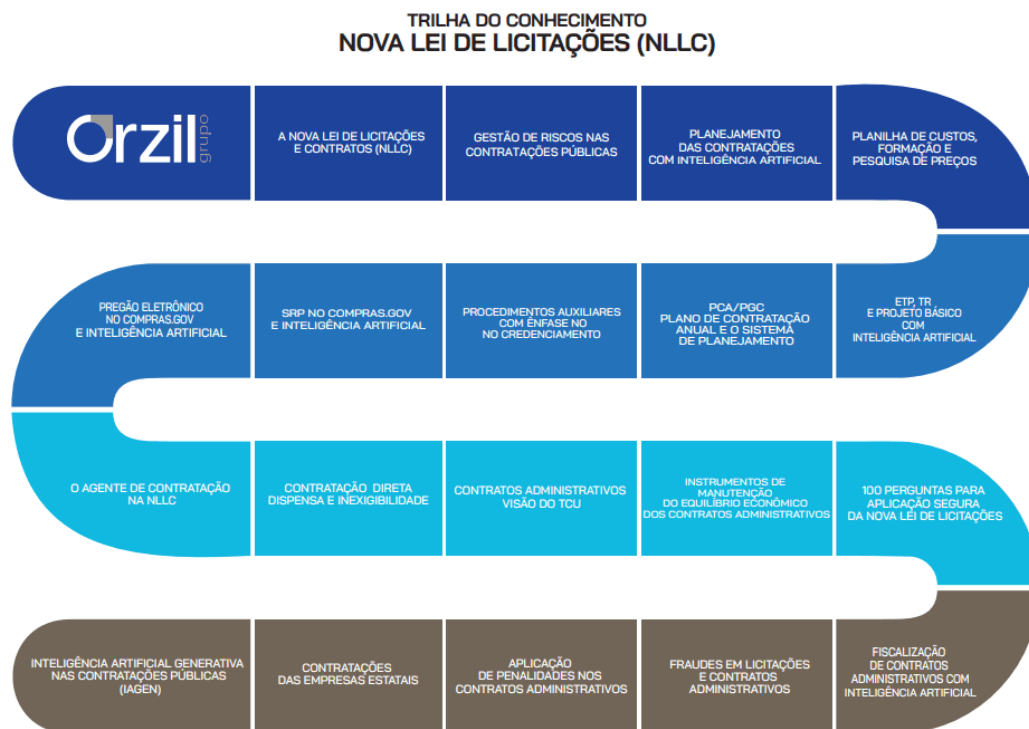 TRILHA DO CONHECIMENTO
NOVA LEI DE LICITAÇÕES (NLLC)
Orzil
grupo
A NOVA LEI DE LICITAÇÕES
E CONTRATOS (NLLC)
GESTÃO DE RISCOS NAS
CONTRATAÇÕES PÚBLICAS
PLANEJAMENTO
DAS CONTRATAÇÕES
COM INTELIGÊNCIA ARTIFICIAL
PLANILHA DE CUSTOS,
FORMAÇÃO E
PESQUISA DE PREÇOS
ETP, TR
E PROJETO BÁSICO
COM
INTELIGÊNCIA ARTIFICIAL
PCA/PGC
PLANO DE CONTRATAÇÃO
ANUAL E O SISTEMA
DE PLANEJAMENTO
PROCEDIMENTOS AUXILIARES
COM ÊNFASE NO
NO CREDENCIAMENTO
SRP NO COMPRAS.GOV
E INTELIGÊNCIA ARTIFICIAL
PREGÃO ELETRÔNICO
NO COMPRAS.GOV
E INTELIGÊNCIA ARTIFICIAL
O AGENTE DE CONTRATAÇÃO
NA NLLC
CONTRATAÇÃO DIRETA
DISPENSA E INEXIGIBILIDADE
CONTRATOS ADMINISTRATIVOS
VISÃO DO TCU
INSTRUMENTOS DE
MANUTENÇÃO
DO EQUILÍBRIO ECONÔMICO
DOS CONTRATOS ADMINISTRATIVOS
100 PERGUNTAS PARA
APLICAÇÃO SEGURA
DA NOVA LEI DE LICITAÇÕES
FISCALIZAÇÃO
DE CONTRATOS
ADMINISTRATIVOS COM
INTELIGÊNCIA ARTIFICIAL
FRAUDES EM LICITAÇÕES
E CONTRATOS
ADMINISTRATIVOS
APLICAÇÃO
DE PENALIDADES NOS
CONTRATOS ADMINISTRATIVOS
CONTRATAÇÕES
DAS EMPRESAS ESTATAIS
INTELIGÊNCIA ARTIFICIAL GENERATIVA
NAS CONTRATAÇÕES PÚBLICAS
(IAGEN)